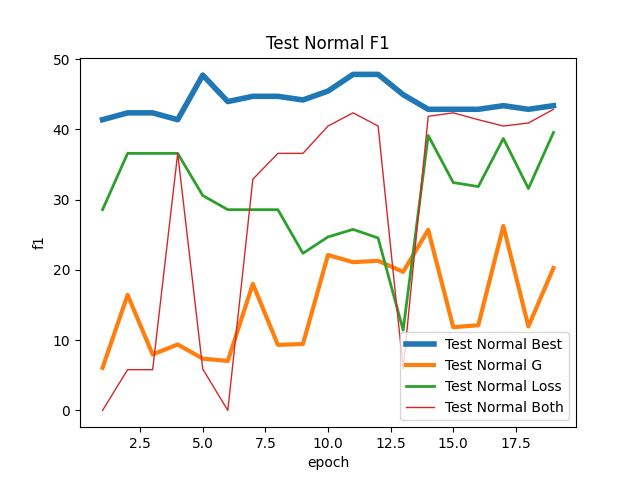 Test Normal F1
50
40
30
20
10
0
f1
2.5 5.0 7.5 10.0 12.5 15.0 17.5
epoch
Test Normal Best
Test Normal G
Test Normal Loss
Test Normal Both